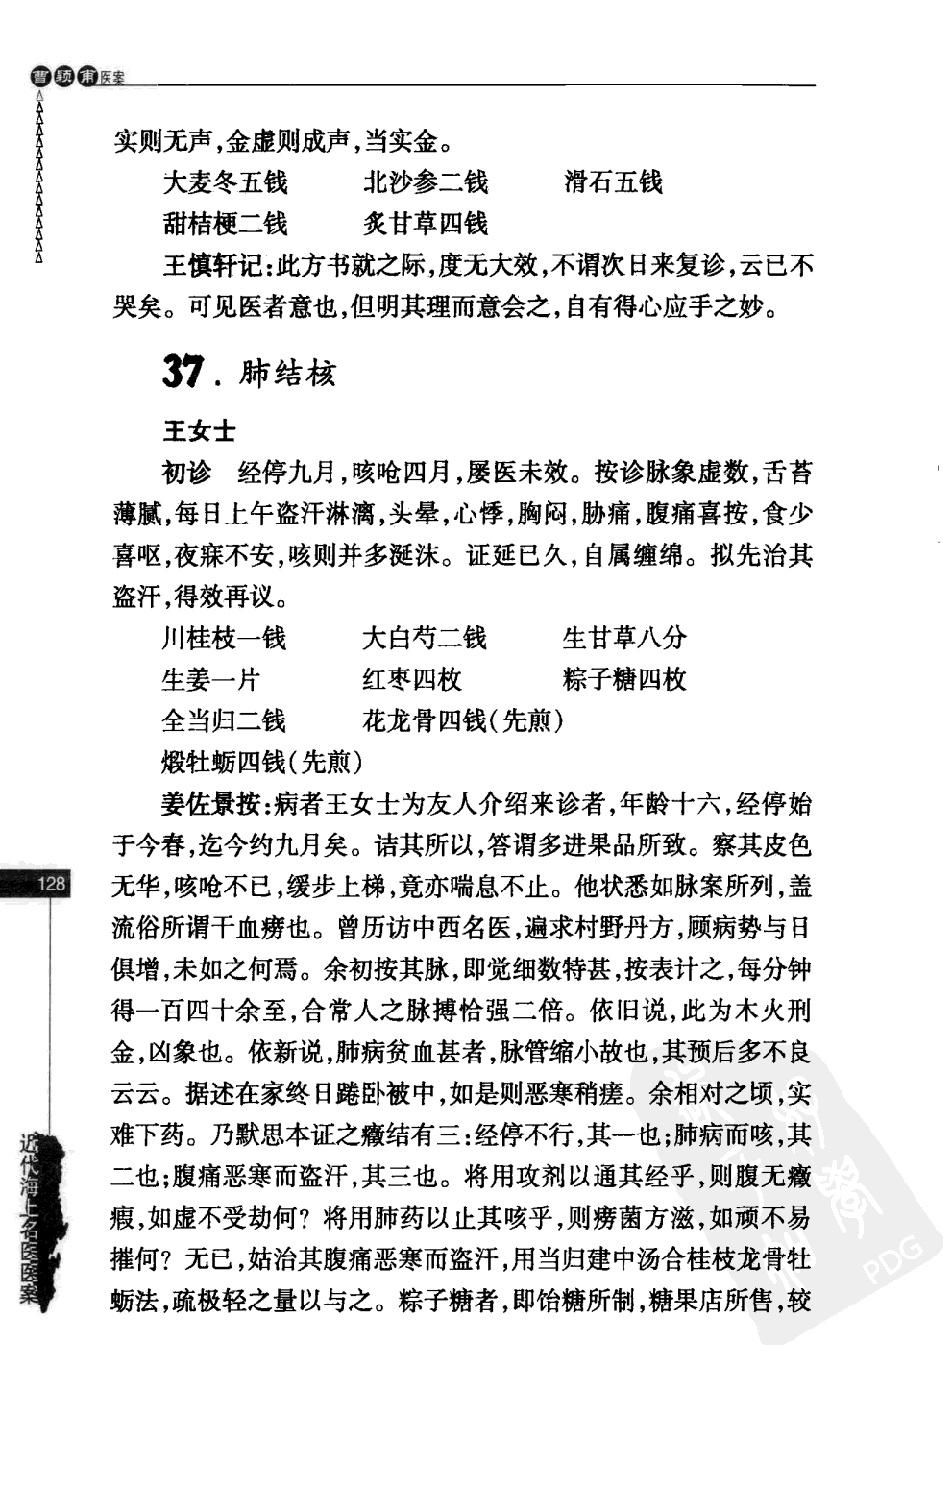 曹颖甫医案
实则无声,金虚则成声,当实金。
大麦冬五钱 北沙参二钱 滑石五钱
甜桔梗二钱 炙甘草四钱
王慎轩记:此方书就之际,度无大效,不谓次日来复诊,云已不
哭矣。可见医者意也,但明其理而意会之,自有得心应手之妙。
37. 肺结核
王女士
初诊 经停九月,咳呛四月,屡医未效。按诊脉象虚数,舌苔
薄腻,每日上午盗汗淋漓,头晕,心悸,胸闷,胁痛,腹痛喜按,食少
喜呕,夜寐不安,咳则并多涎沫。证延已久,自属缠绵。拟先治其
盗汗,得效再议。
川桂枝一钱 大白芍二钱 生甘草八分
生姜一片 红枣四枚 粽子糖四枚
全当归二钱 花龙骨四钱(先煎)
煅牡蛎四钱(先煎)
姜佐景按:病者王女士为友人介绍来诊者,年龄十六,经停始
于今春,迄今约九月矣。诘其所以,答谓多进果品所致。察其皮色
无华,咳呛不已,缓步上梯,竟亦喘息不止。他状悉如脉案所列,盖
流俗所谓干血痨也。曾历访中西名医,遍求村野丹方,顾病势与日
俱增,未如之何焉。余初按其脉,即觉细数特甚,按表计之,每分钟
得一百四十余至,合常人之脉搏恰强二倍。依旧说,此为木火刑
金,凶象也。依新说,肺病贫血甚者,脉管缩小故也,其预后多不良
云云。据述在家终日踡卧被中,如是则恶寒稍瘥。余相对之顷,实
难下药。乃默思本证之癥结有三:经停不行,其一也;肺病而咳,其
二也;腹痛恶寒而盗汗,其三也。将用攻剂以通其经乎,则腹无癥
瘕,如虚不受劫何?将用肺药以止其咳乎,则痨菌方滋,如顽不易
摧何?无已,姑治其腹痛恶寒而盗汗,用当归建中汤合桂枝龙骨牡
蛎法,疏极轻之量以与之。粽子糖者,即饴糖所制,糖果店所售,较
128
近代海上名医医案
PDG